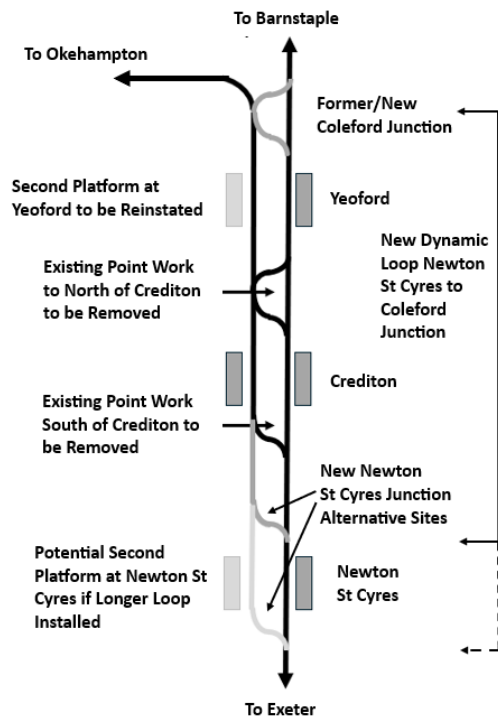 To Barnstaple
To Okehampton
Former/New
Coleford Junction
Second Platform at
Yeoford to be Reinstated
Yeoford
New Dynamic
Loop Newton
St Cyres to
Coleford
Junction
Existing Point Work
to North of Crediton
to be Removed
Crediton
Existing Point Work
South of Crediton to
be Removed
New Newton
St Cyres Junction
Alternative Sites
Potential Second
Platform at Newton St
Cyres if Longer Loop
Installed
Newton
St Cyres
To Exeter